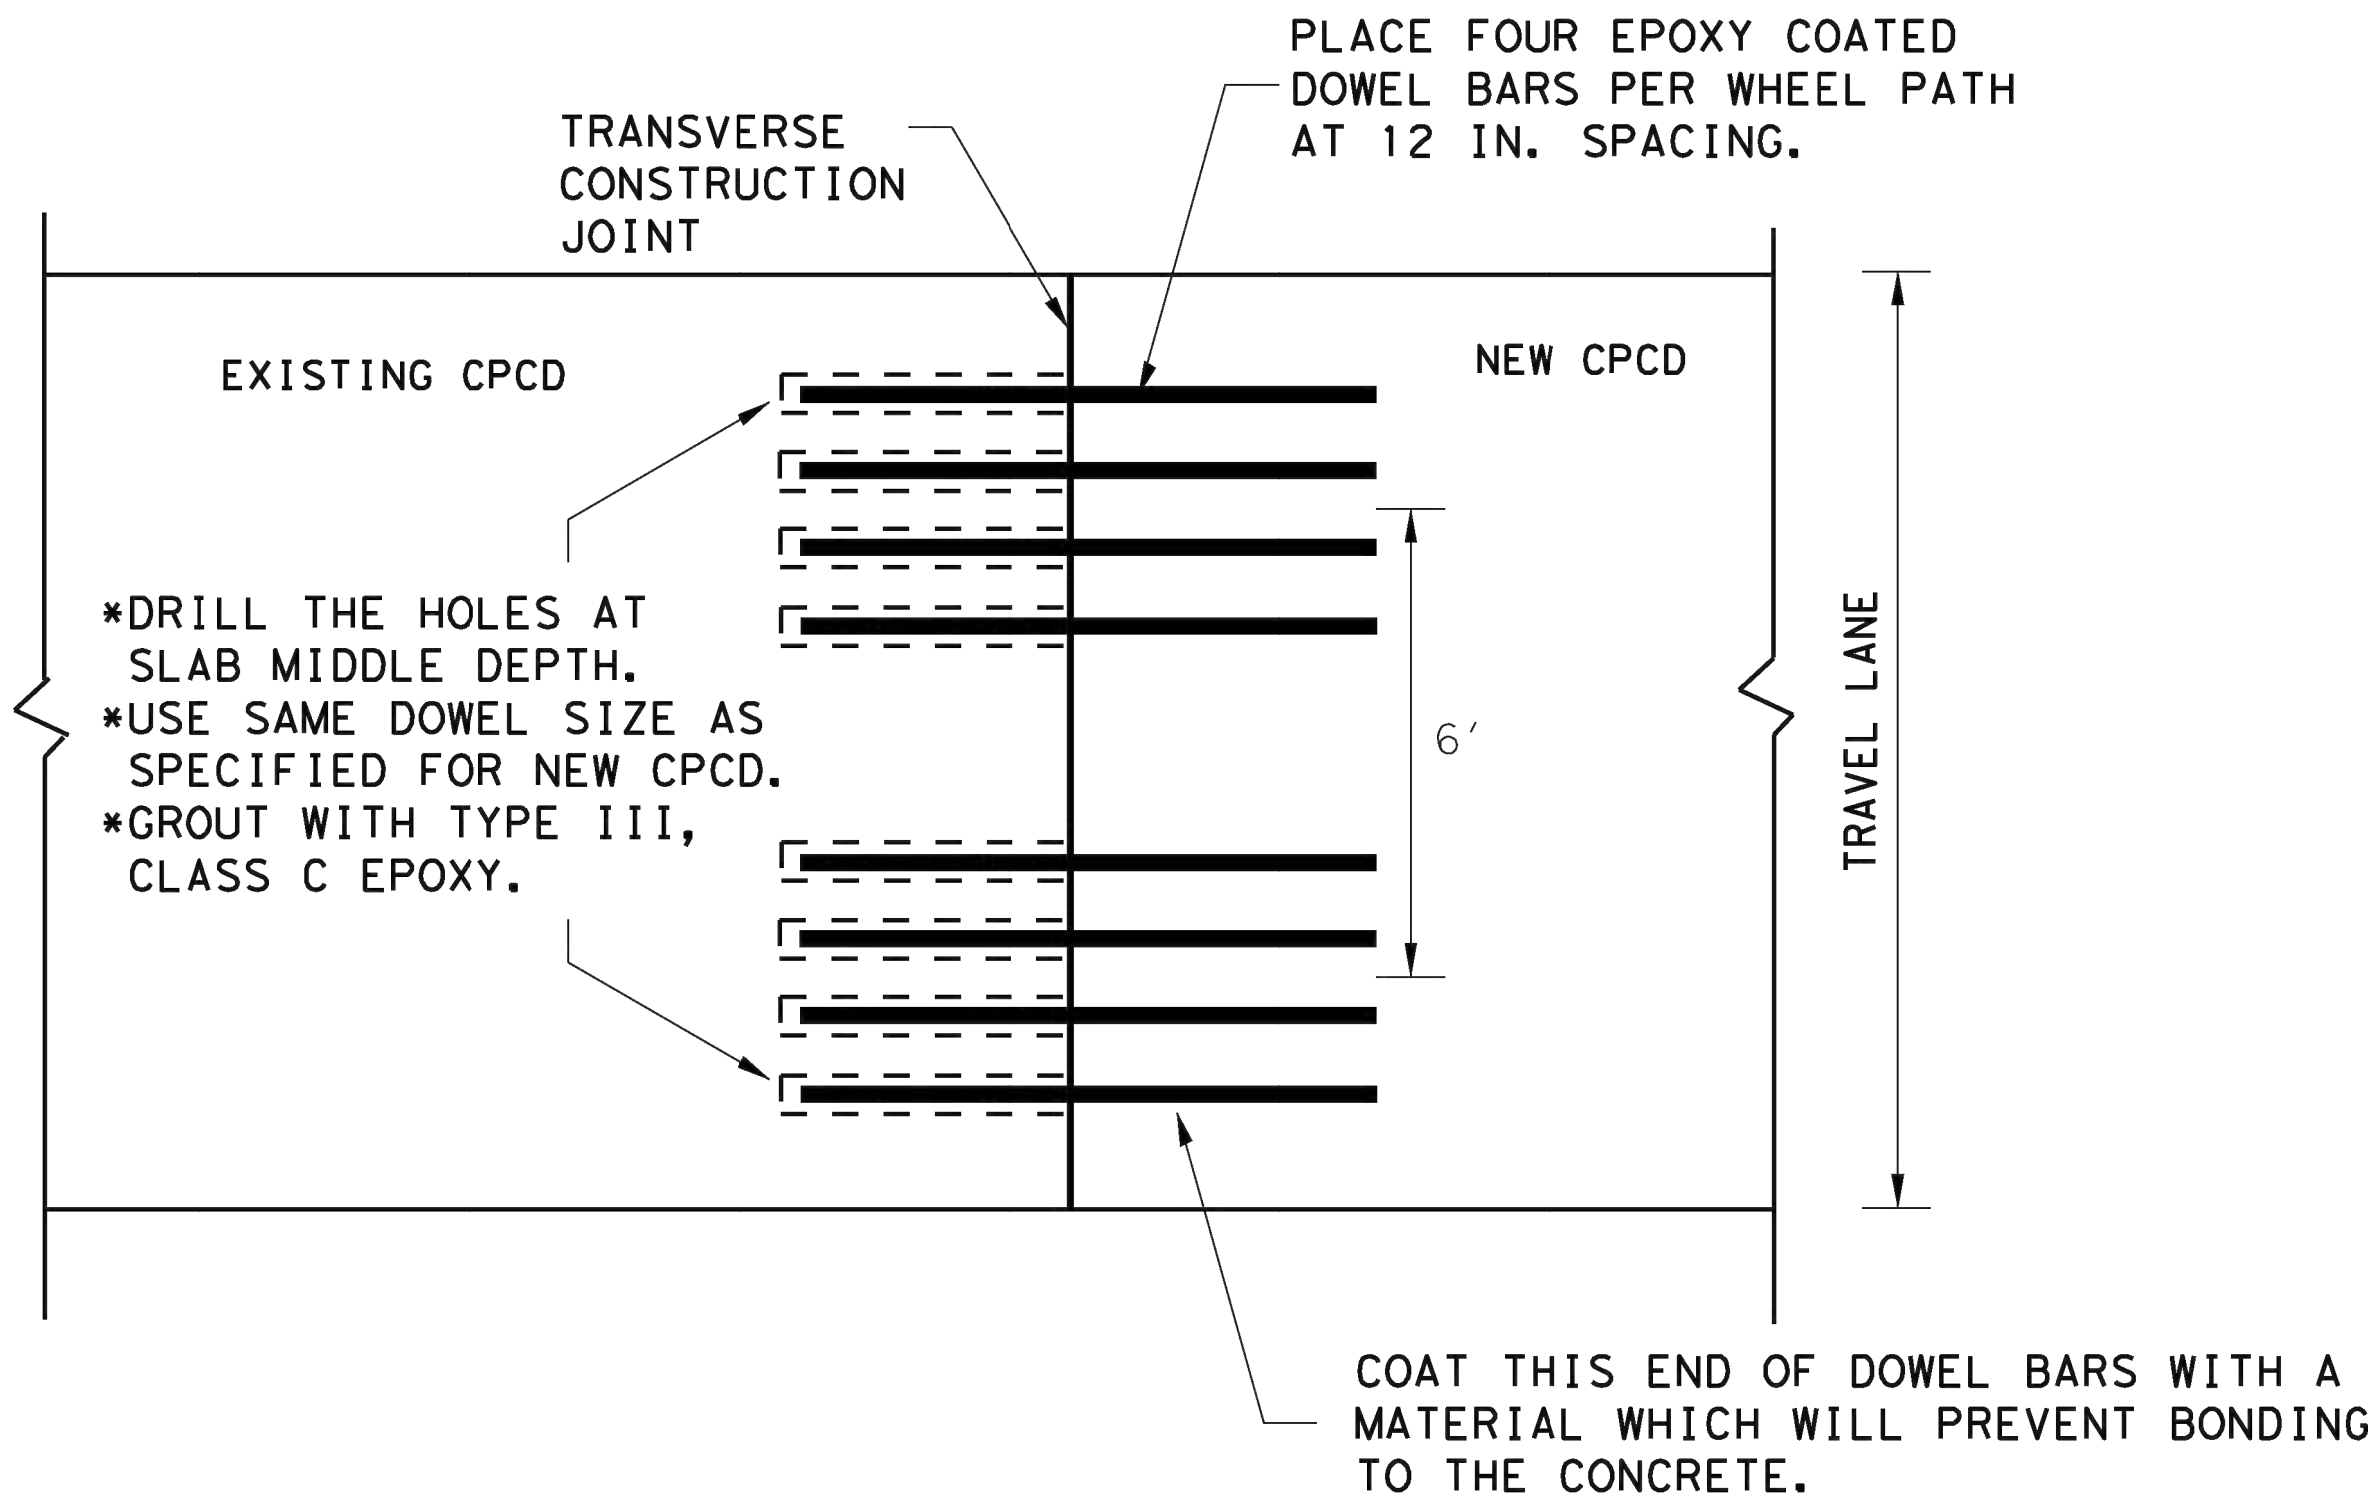 PLACE FOUR EPOXY COATED
DOWEL BARS PER WHEEL PATH
AT 12 IN. SPACING.
TRANSVERSE
CONSTRUCTION
JOINT
EXISTING CPCD
NEW CPCD
*DRILL THE HOLES AT
SLAB MIDDLE DEPTH.
*USE SAME DOWEL SIZE AS
SPECIFIED FOR NEW CPCD.
*GROUT WITH TYPE III,
CLASS C EPOXY.
6'
TRAVEL LANE
COAT THIS END OF DOWEL BARS WITH A
MATERIAL WHICH WILL PREVENT BONDING
TO THE CONCRETE.